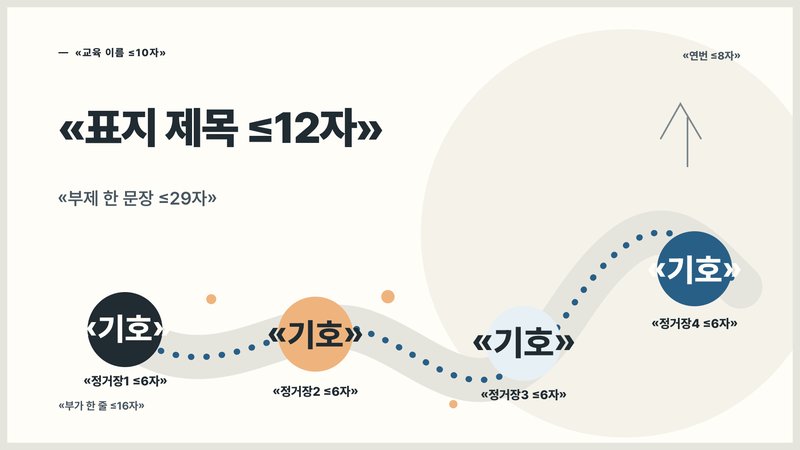 — «교육 이름 ≤10자»
«연번 ≤8자»
«표지 제목 ≤12자»
«부제 한 문장 ≤29자»
«기호»
«정거장1 ≤6자»
«기호»
«정거장2 ≤6자»
«기호»
«정거장3 ≤6자»
«기호»
«정거장4 ≤6자»
«부가 한 줄 ≤16자»